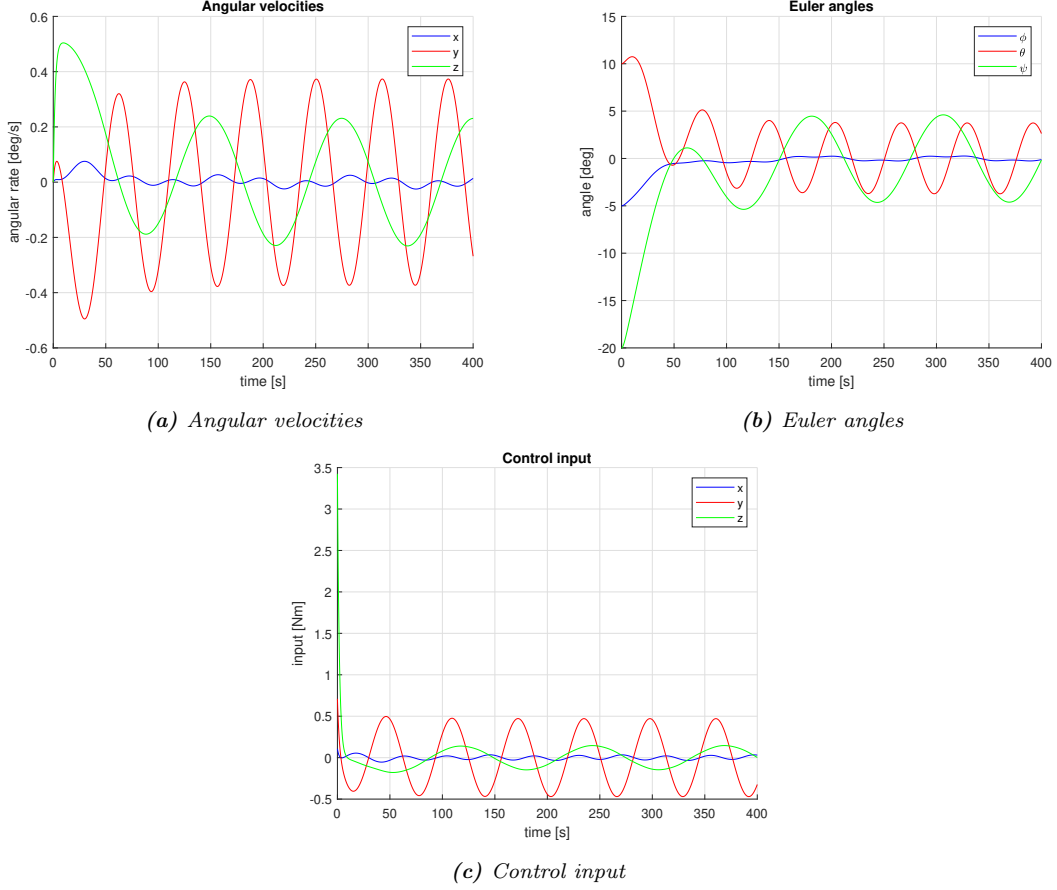 Angular velocities
0.6
0.4
0.2
0
-0.2
-0.4
-0.6
angular rate [deg/s]
x
y
z
0 50 100 150 200 250 300 350 400
time [s]
(a) Angular velocities
Euler angles
15
10
5
0
-5
-10
-15
-20
angle [deg]
ϕ
θ
ψ
0 50 100 150 200 250 300 350 400
time [s]
(b) Euler angles
Control input
3.5
3
2.5
2
1.5
1
0.5
0
-0.5
input [Nm]
x
y
z
0 50 100 150 200 250 300 350 400
time [s]
(c) Control input